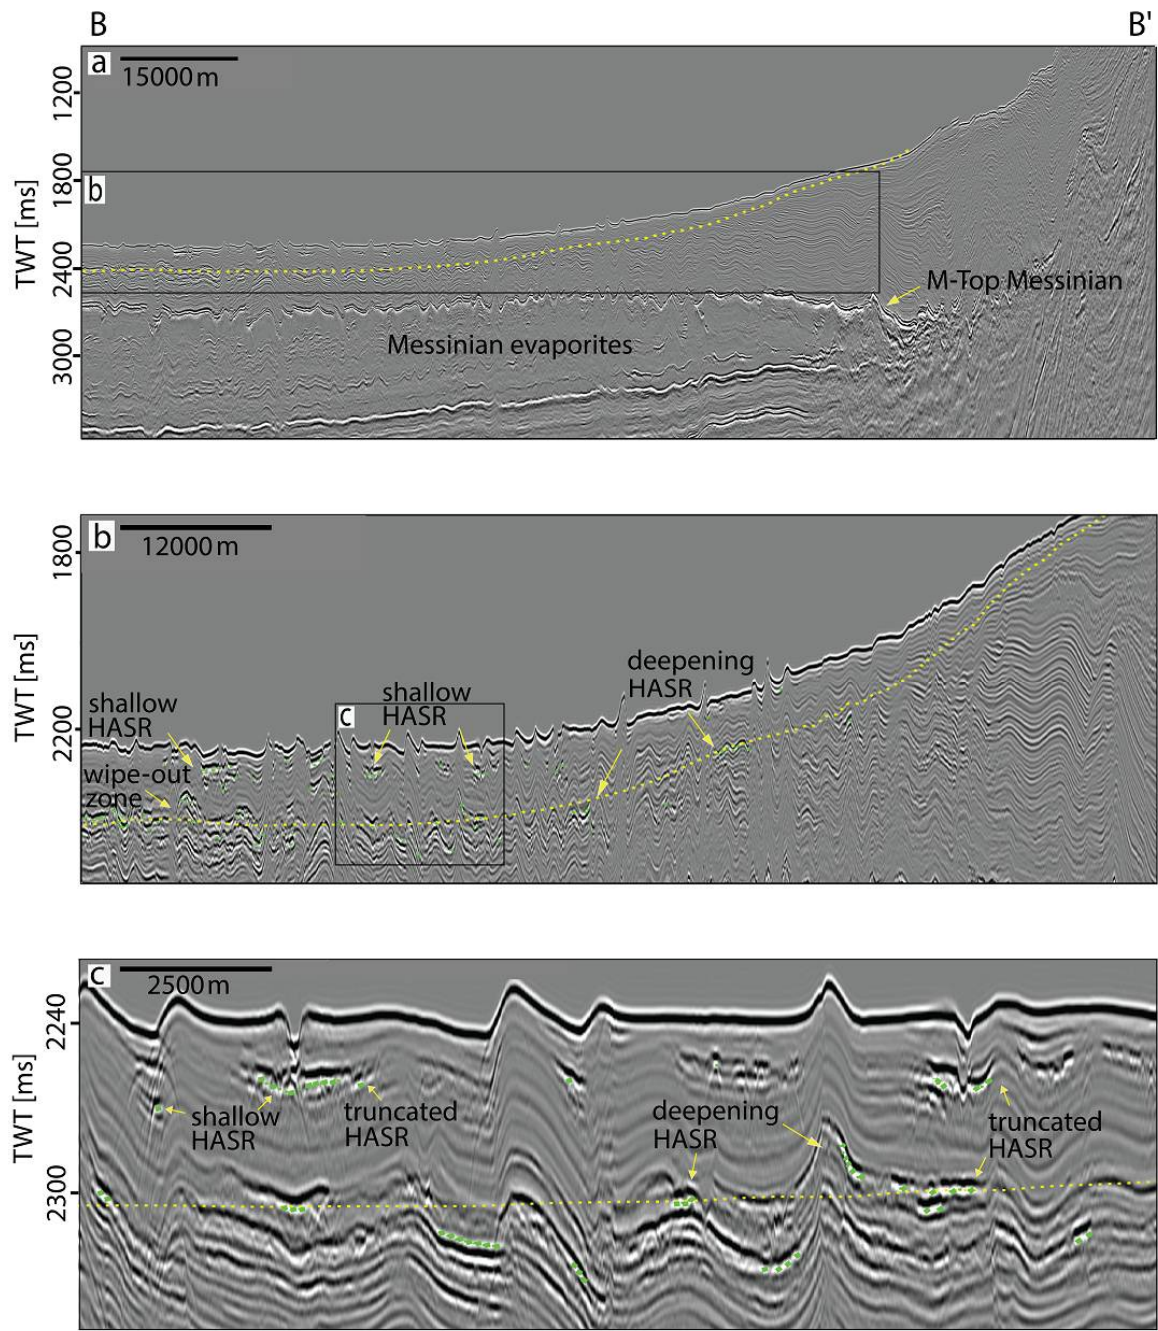 B B'
a
15000 m
1200
1800
2400
3000
TWT [ms]
b
M-Top Messinian
Messinian evaporites
b
12000 m
1800
2200
TWT [ms]
shallow
HASR
wipe-out
zone
shallow
HASR
c
deepening
HASR
c
2500 m
2240
2300
TWT [ms]
shallow
HASR
truncated
HASR
deepening
HASR
truncated
HASR